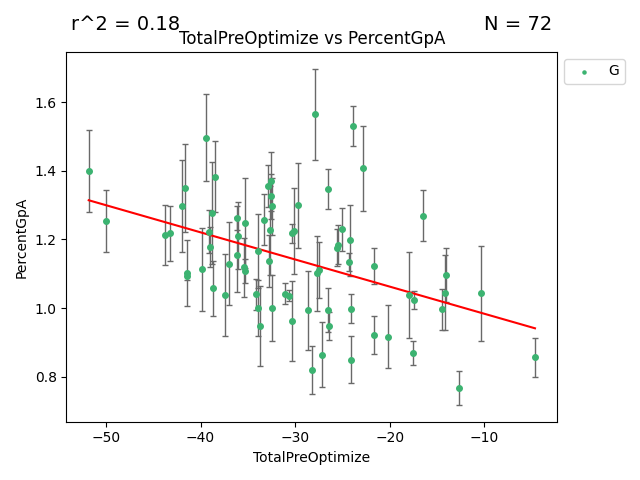 r^2 = 0.18
N = 72
TotalPreOptimize vs PercentGpA
G
PercentGpA
1.6
1.4
1.2
1.0
0.8
−50 −40 −30 −20 −10
TotalPreOptimize